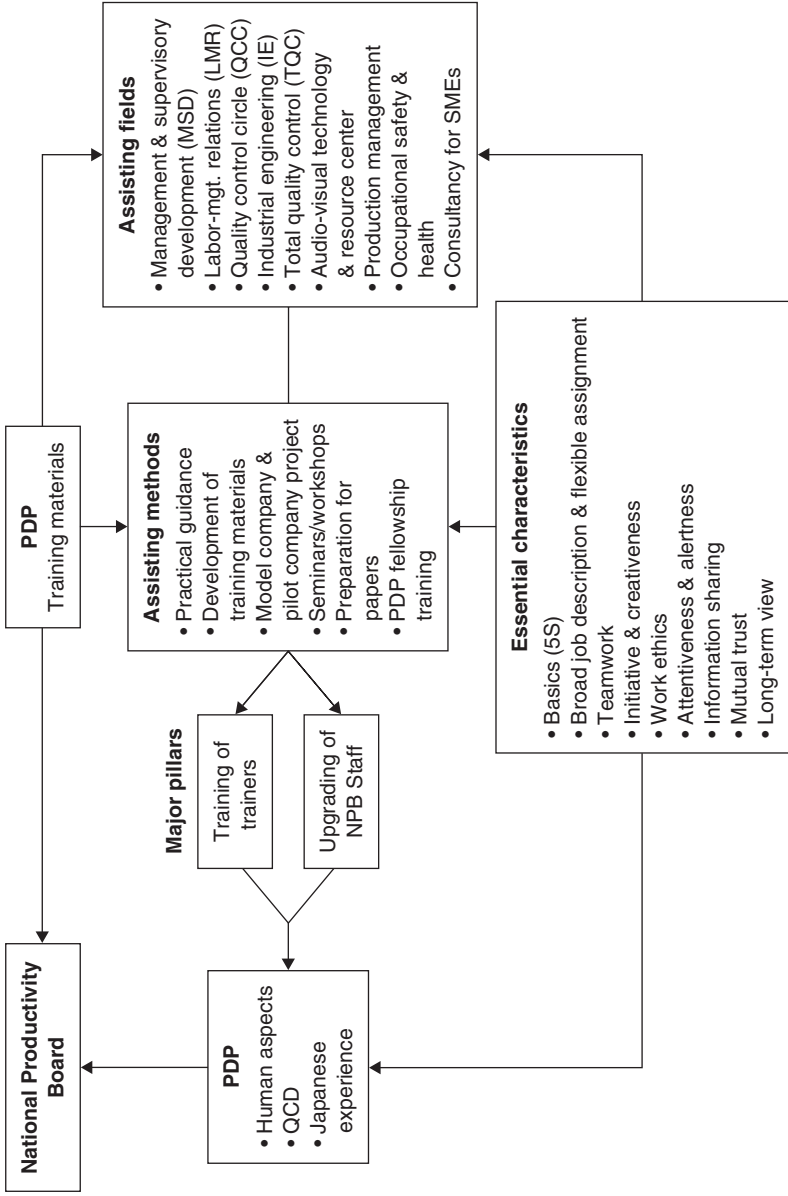 National Productivity
Board
PDP
Training materials
PDP
• Human aspects
• QCD
• Japanese
experience
Major pillars
Training of
trainers
Upgrading of
NPB Staff
Assisting methods
• Practical guidance
• Development of
training materials
• Model company &
pilot company project
• Seminars/workshops
• Preparation for
papers
• PDP fellowship
training
Assisting fields
• Management & supervisory
development (MSD)
• Labor-mgt. relations (LMR)
• Quality control circle (QCC)
• Industrial engineering (IE)
• Total quality control (TQC)
• Audio-visual technology
& resource center
• Production management
• Occupational safety &
health
• Consultancy for SMEs
Essential characteristics
• Basics (5S)
• Broad job description & flexible assignment
• Teamwork
• Initiative & creativeness
• Work ethics
• Attentiveness & alertness
• Information sharing
• Mutual trust
• Long-term view